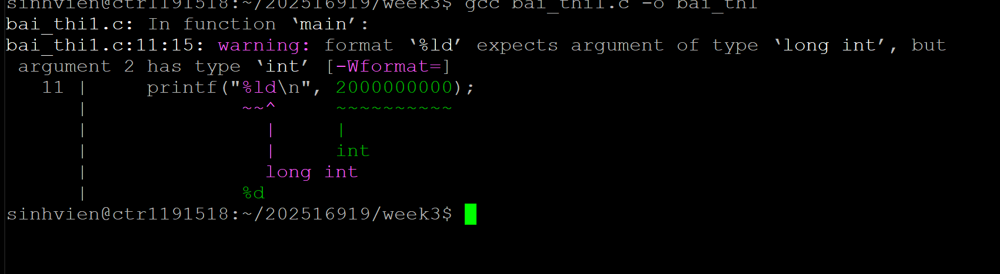 sinhvien@ctr1191518:~/202516919/week3$ gcc bai_thi1.c -o bai_thi
bai_thi1.c: In function ‘main’:
bai_thi1.c:11:15: warning: format ‘%ld’ expects argument of type ‘long int’, but
 argument 2 has type ‘int’ [-Wformat=]
   11 |     printf("%ld\n", 2000000000);
      |             ~~^     ~~~~~~~~~~
      |               |     |
      |               |     int
      |               long int
      |             %d
sinhvien@ctr1191518:~/202516919/week3$